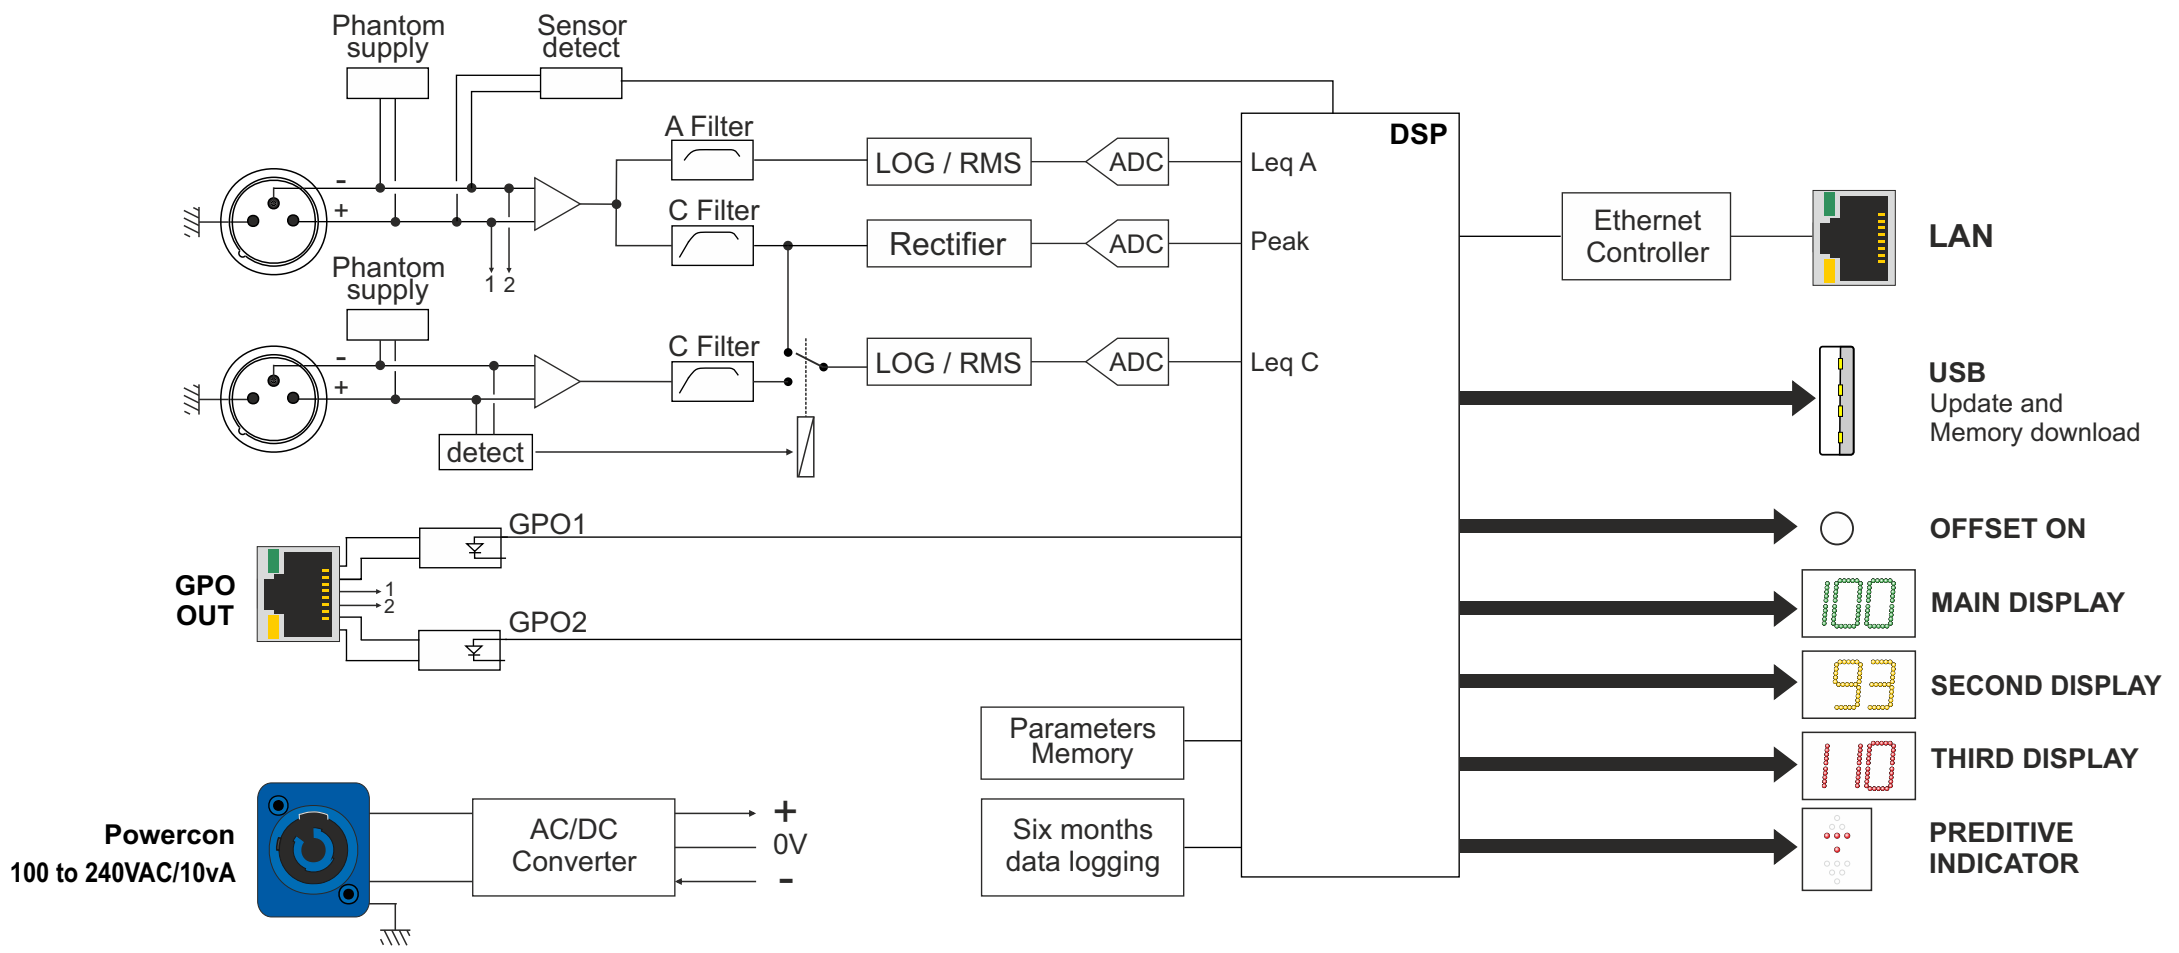 Phantom
supply
Sensor
detect
A Filter
LOG / RMS
ADC
Leq A
DSP
-
+
C Filter
Rectifier
ADC
Peak
1 2
Ethernet
Controller
LAN
Phantom
supply
-
+
C Filter
LOG / RMS
ADC
Leq C
detect
USB
Update and
Memory download
GPO1
GPO
OUT
1
2
GPO2
OFFSET ON
100
MAIN DISPLAY
93
SECOND DISPLAY
110
THIRD DISPLAY
PREDITIVE
INDICATOR
Parameters
Memory
Six months
data logging
Powercon
100 to 240VAC/10vA
AC/DC
Converter
+
0V
-